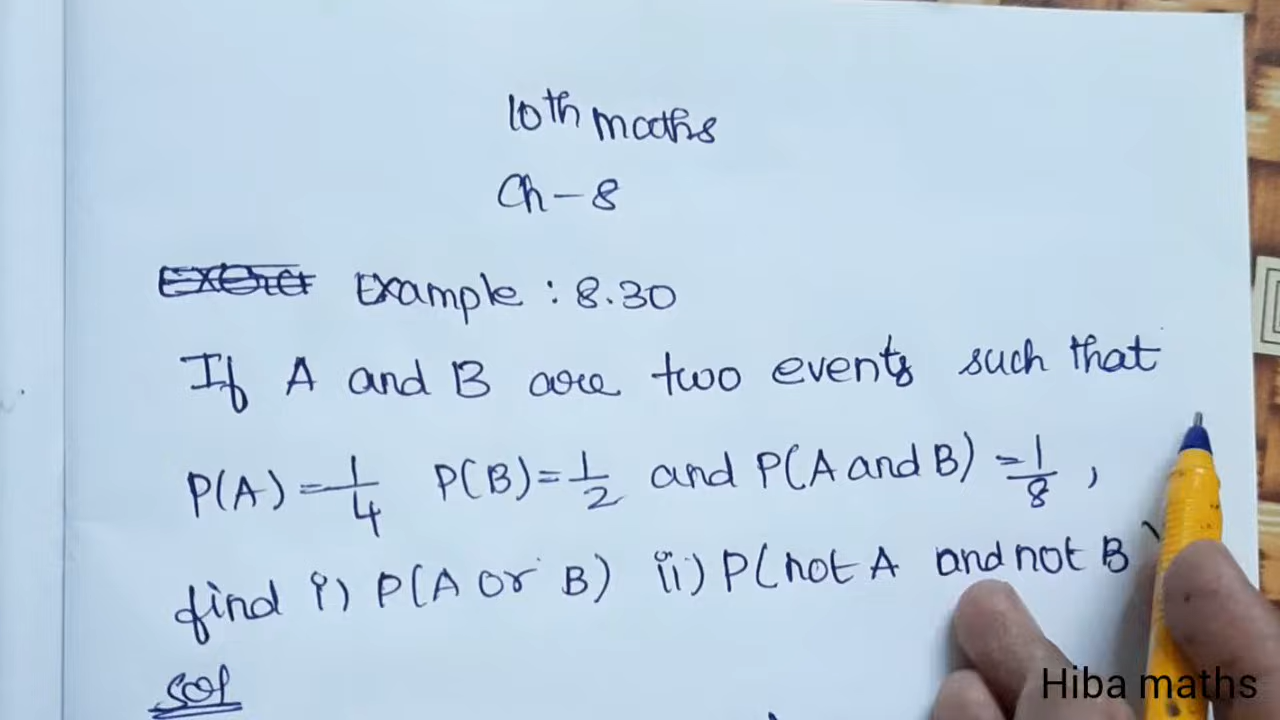 10th maths
Ch - 8
Example : 8.30
If A and B are two events such that
P(A) = 1/4 P(B) = 1/2 and P(A and B) = 1/8 ,
find i) P(A or B) ii) P(not A and not B)
Sol
Hiba maths